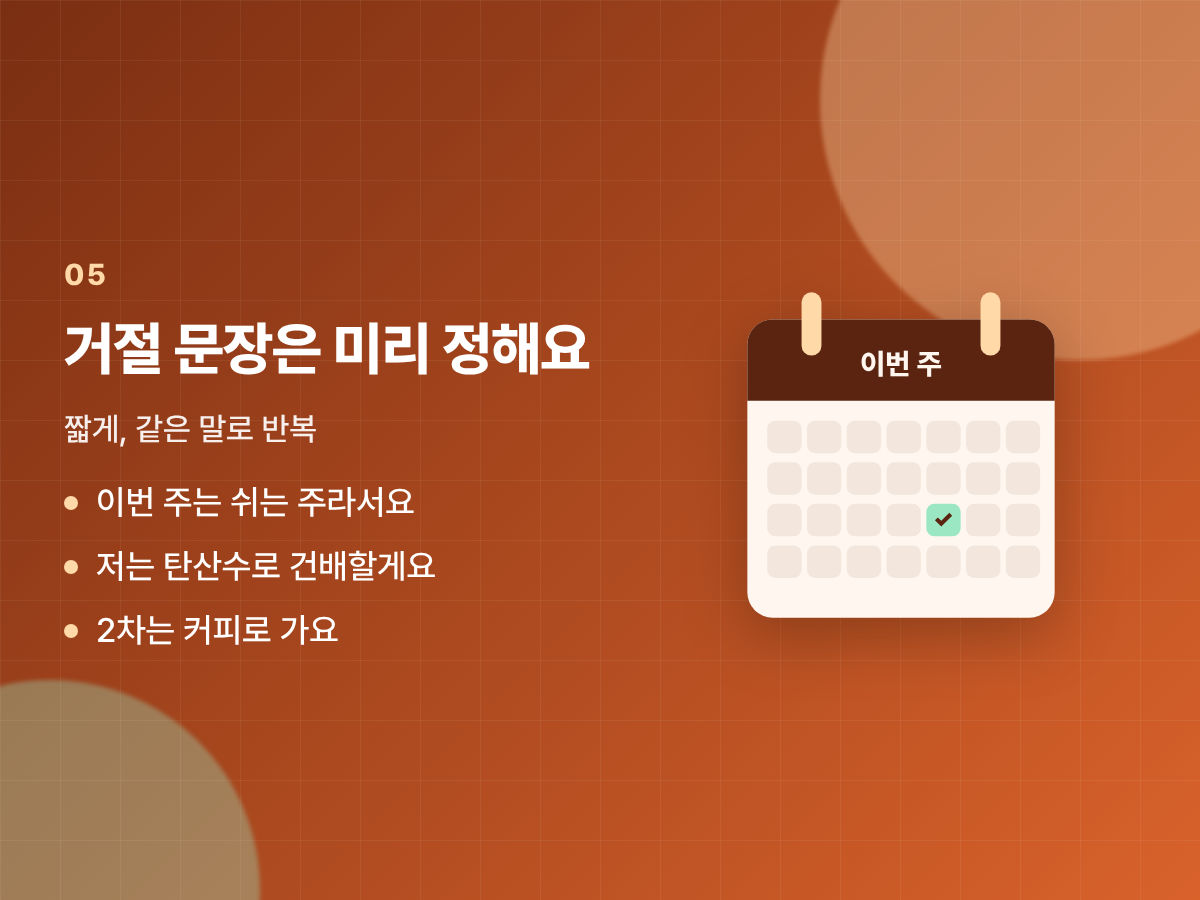 05
거절 문장은 미리 정해요
짧게, 같은 말로 반복
이번 주는 쉬는 주라서요
저는 탄산수로 건배할게요
2차는 커피로 가요
이번 주